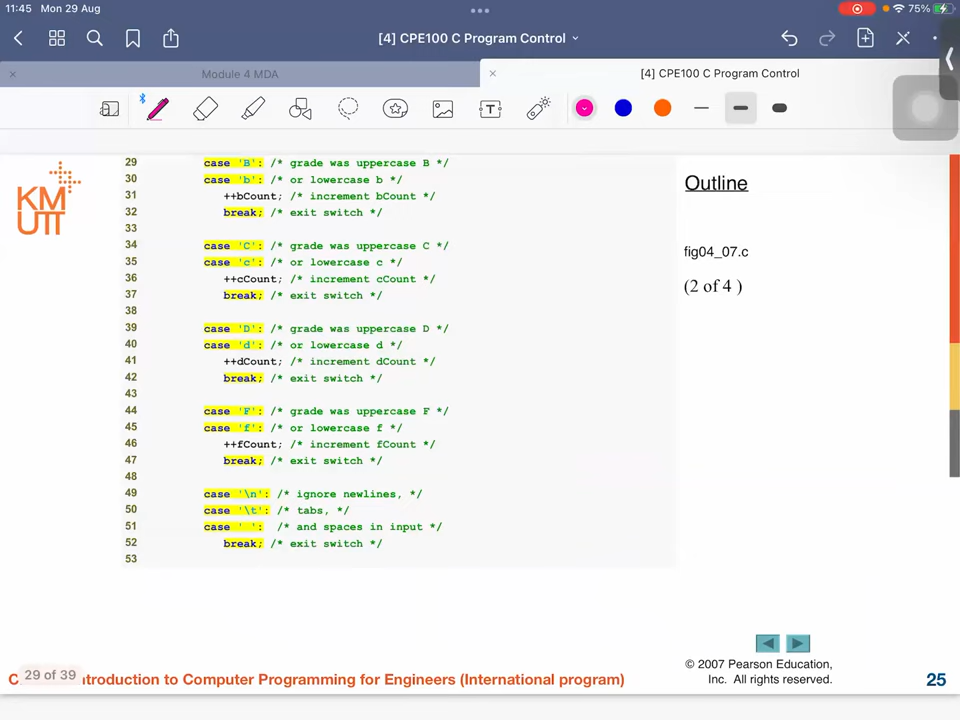 11:45 Mon 29 Aug
75%
[4] CPE100 C Program Control
Module 4 MDA
[4] CPE100 C Program Control
T
KM
UTT
29 case 'B': /* grade was uppercase B */
30 case 'b': /* or lowercase b */
31 ++bCount; /* increment bCount */
32 break; /* exit switch */
33
34 case 'C': /* grade was uppercase C */
35 case 'c': /* or lowercase c */
36 ++cCount; /* increment cCount */
37 break; /* exit switch */
38
39 case 'D': /* grade was uppercase D */
40 case 'd': /* or lowercase d */
41 ++dCount; /* increment dCount */
42 break; /* exit switch */
43
44 case 'F': /* grade was uppercase F */
45 case 'f': /* or lowercase f */
46 ++fCount; /* increment fCount */
47 break; /* exit switch */
48
49 case '\n': /* ignore newlines, */
50 case '\t': /* tabs, */
51 case ' ': /* and spaces in input */
52 break; /* exit switch */
53
Outline
fig04_07.c
(2 of 4 )
29 of 39
ntroduction to Computer Programming for Engineers (International program)
© 2007 Pearson Education,
Inc. All rights reserved.
25